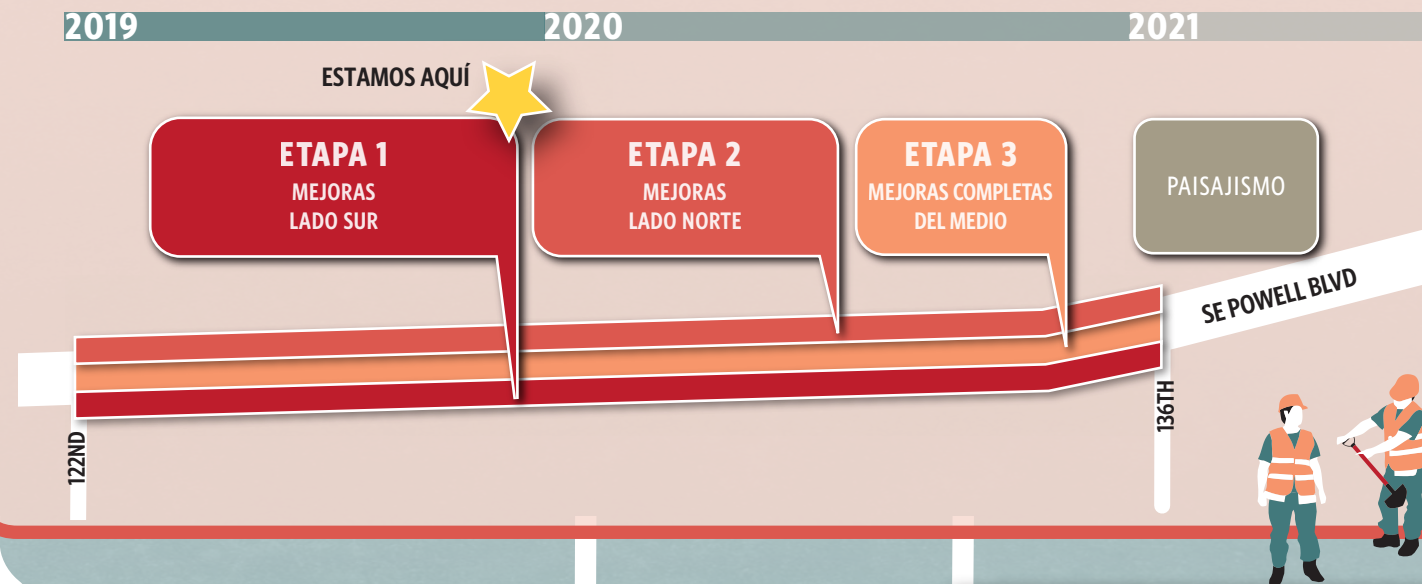 2019
2020
2021
ESTAMOS AQUÍ
ETAPA 1
MEJORAS
LADO SUR
ETAPA 2
MEJORAS
LADO NORTE
ETAPA 3
MEJORAS COMPLETAS
DEL MEDIO
PAISAJISMO
SE POWELL BLVD
122ND
136TH